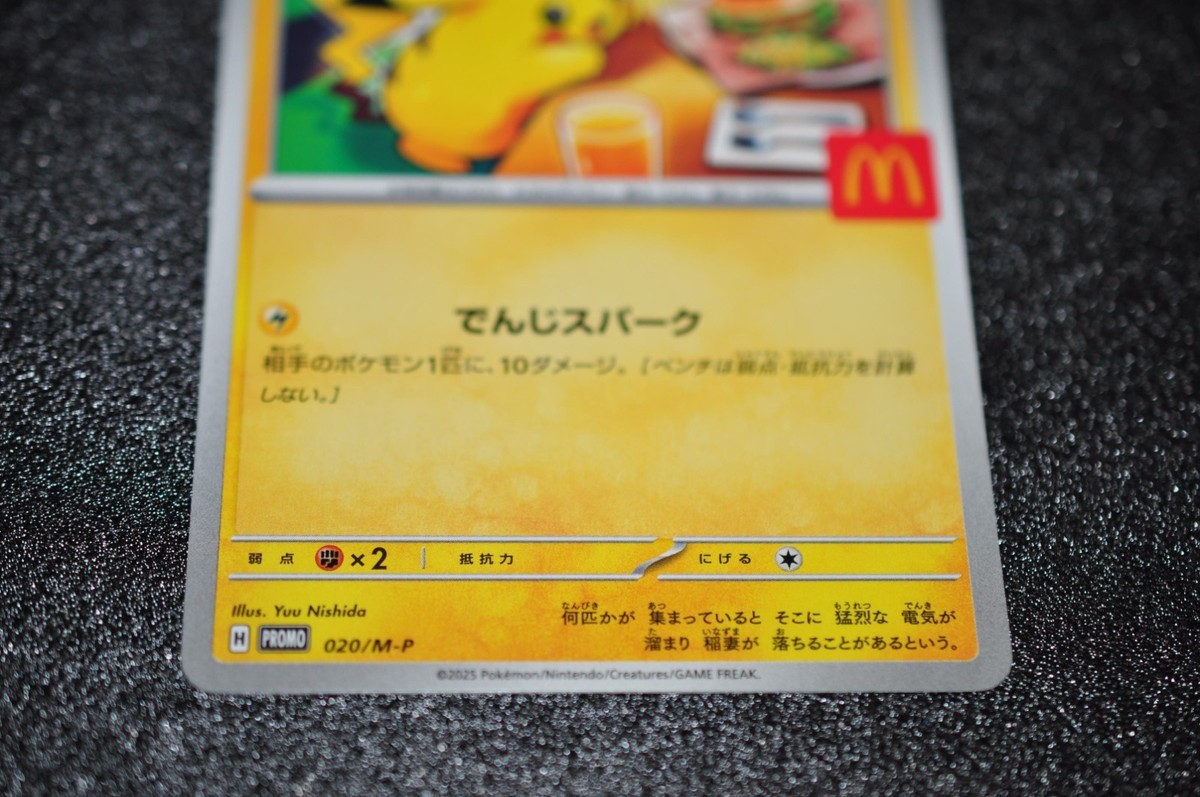 でんじスパーク
相手のポケモン1匹に、10ダメージ。[ベンチは弱点・抵抗力を計算
しない。]
弱点 ×2 抵抗力 にげる
Illus. Yuu Nishida
何匹かが 集まっていると そこに 猛烈な 電気が
溜まり 稲妻が 落ちることがあるという。
H PROMO 020/M-P
©2025 Pokémon/Nintendo/Creatures/GAME FREAK.